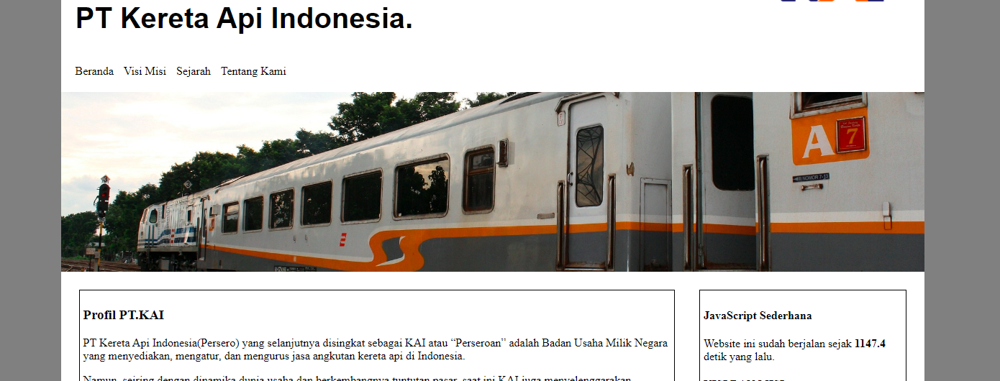 PT Kereta Api Indonesia.
Beranda Visi Misi Sejarah Tentang Kami
A
7
NOMOR 7-13
Profil PT.KAI
PT Kereta Api Indonesia(Persero) yang selanjutnya disingkat sebagai KAI atau “Perseroan” adalah Badan Usaha Milik Negara
yang menyediakan, mengatur, dan mengurus jasa angkutan kereta api di Indonesia.
Namun, seiring dengan dinamika dunia usaha dan berkembangnya tuntutan pasar, saat ini KAI juga menyelenggarakan
JavaScript Sederhana
Website ini sudah berjalan sejak 1147.4
detik yang lalu.